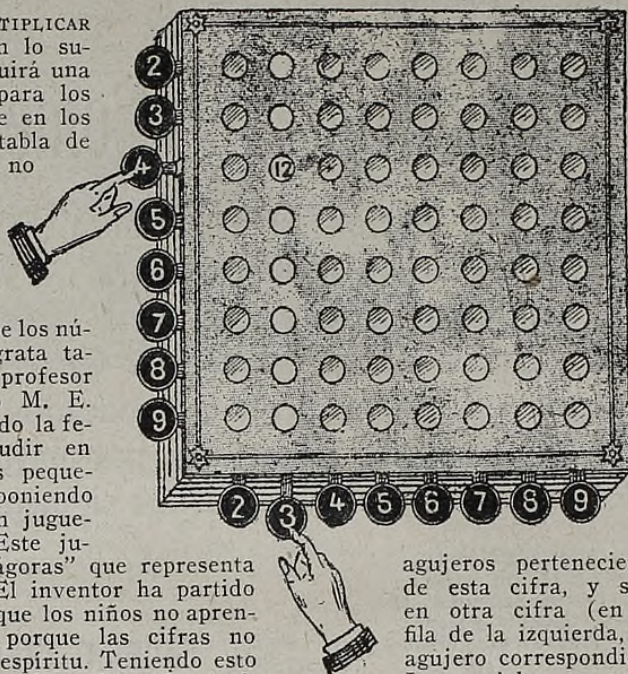 TIPLICAR
n lo su-
uirá una
para los
e en los
tabla de
no
e los nú-
grata ta-
profesor
M. E.
do la fe-
udir en
s peque-
poniendo
n jugue-
Este ju-
ágoras" que representa
El inventor ha partido
que los niños no apren-
porque las cifras no
espíritu. Teniendo esto
2
3
4
5
6
7
8
9
12
2 3 4 5 6 7 8 9
agujeros pertenecie
de esta cifra, y s
en otra cifra (en
fila de la izquierda,
agujero correspondi